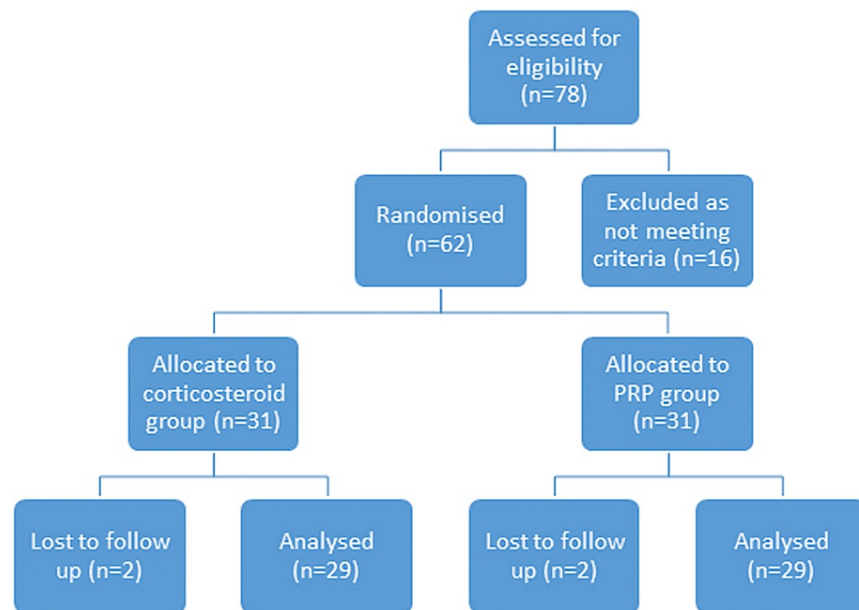 Assessed for
eligibility
(n=78)
Randomised
(n=62)
Excluded as
not meeting
criteria (n=16)
Allocated to
corticosteroid
group (n=31)
Allocated to
PRP group
(n=31)
Lost to follow
up (n=2)
Analysed
(n=29)
Lost to follow
up (n=2)
Analysed
(n=29)